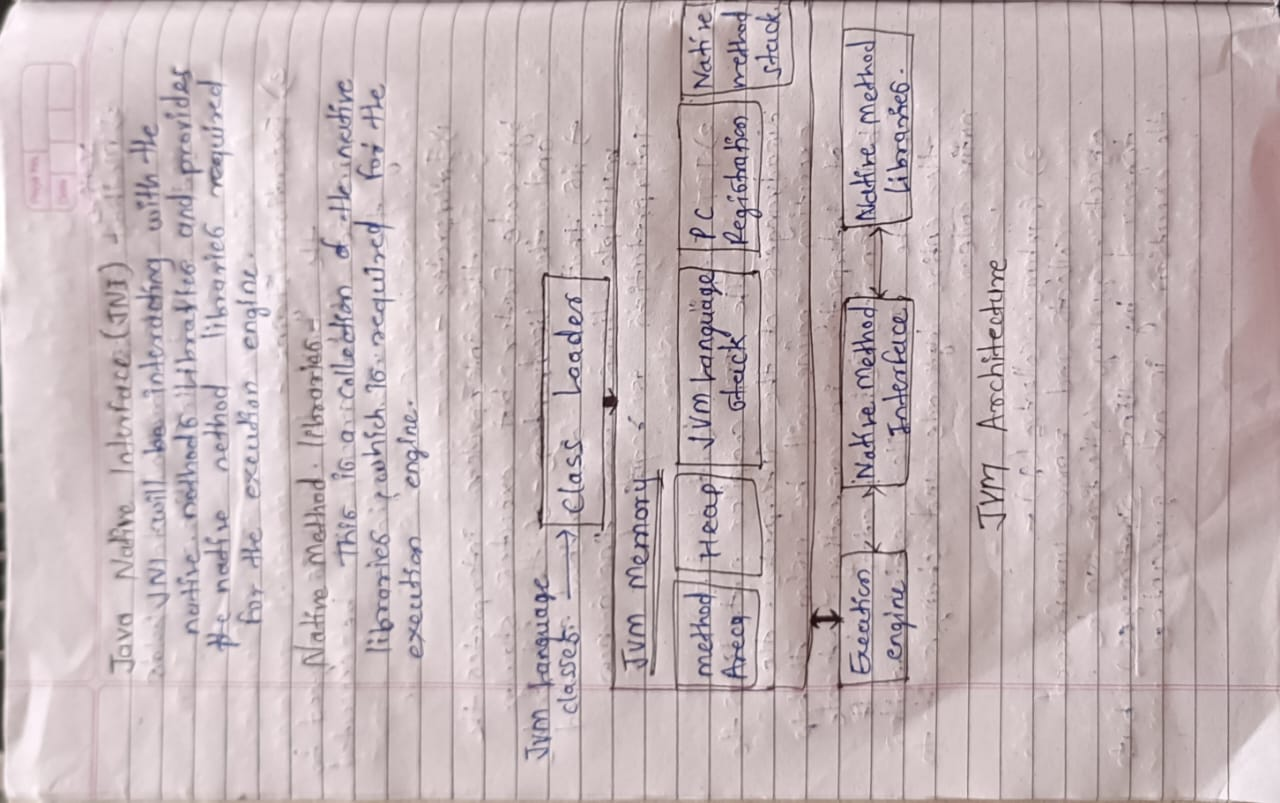 Page No.
Date
Java Native Interface (JNI) -
JNI will be interacting with the
native methods libraries and provides
the native method libraries required
for the execution engine.
Native Method libraries -
This is a collection of the native
libraries which is required for the
execution engine.
JVM Language
classes → Class Loader
JVM Memory
method Area
Heap
JVM Language Stack
PC Registration
Native method stack
Execution engine
Native Method Interface
Native Method Libraries.
JVM Architecture